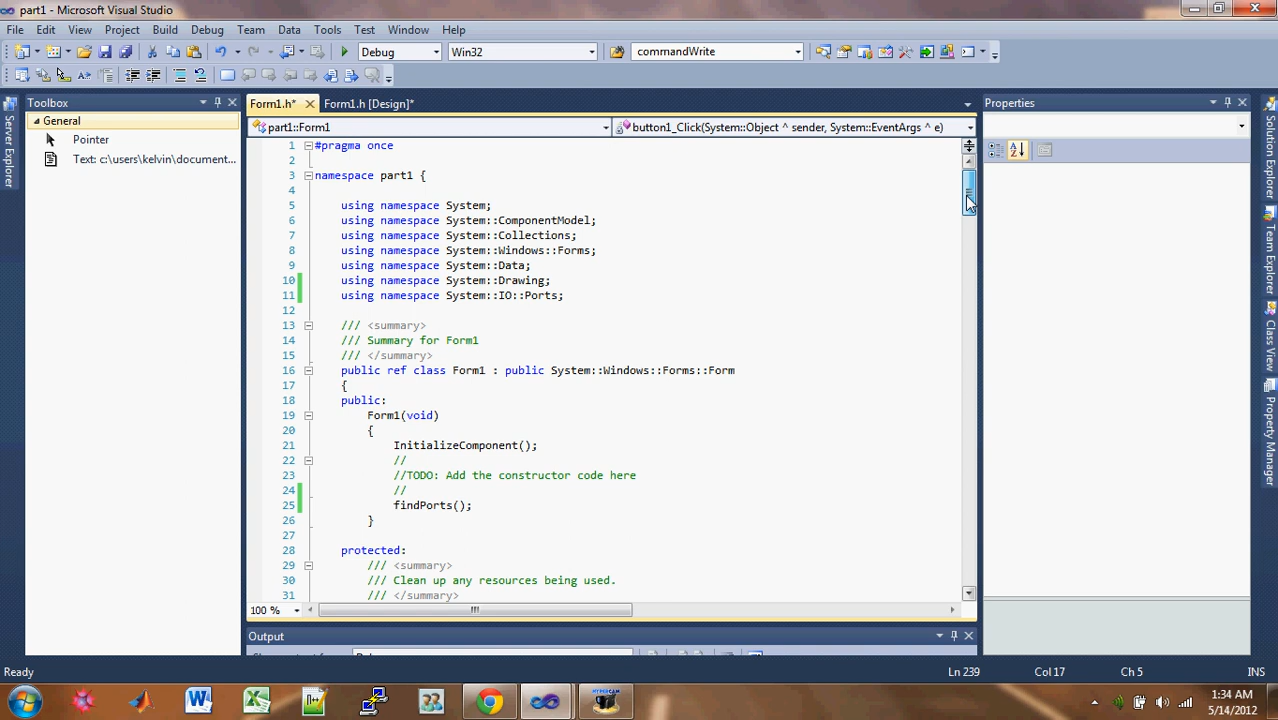 part1 - Microsoft Visual Studio
File Edit View Project Build Debug Team Data Tools Test Window Help
Debug Win32 commandWrite
Toolbox
General
Pointer
Text: c:\users\kelvin\document...
Server Explorer
Form1.h* Form1.h [Design]*
part1::Form1 button1_Click(System::Object ^ sender, System::EventArgs ^ e)
1 #pragma once
2
3 namespace part1 {
4
5 using namespace System;
6 using namespace System::ComponentModel;
7 using namespace System::Collections;
8 using namespace System::Windows::Forms;
9 using namespace System::Data;
10 using namespace System::Drawing;
11 using namespace System::IO::Ports;
12
13 /// <summary>
14 /// Summary for Form1
15 /// </summary>
16 public ref class Form1 : public System::Windows::Forms::Form
17 {
18 public:
19 Form1(void)
20 {
21 InitializeComponent();
22 //
23 //TODO: Add the constructor code here
24 //
25 findPorts();
26 }
27
28 protected:
29 /// <summary>
30 /// Clean up any resources being used.
31 /// </summary>
100 %
Output
Properties
Solution Explorer
Team Explorer
Class View
Property Manager
Ready Ln 239 Col 17 Ch 5 INS
HYPERCAM
1:34 AM
5/14/2012